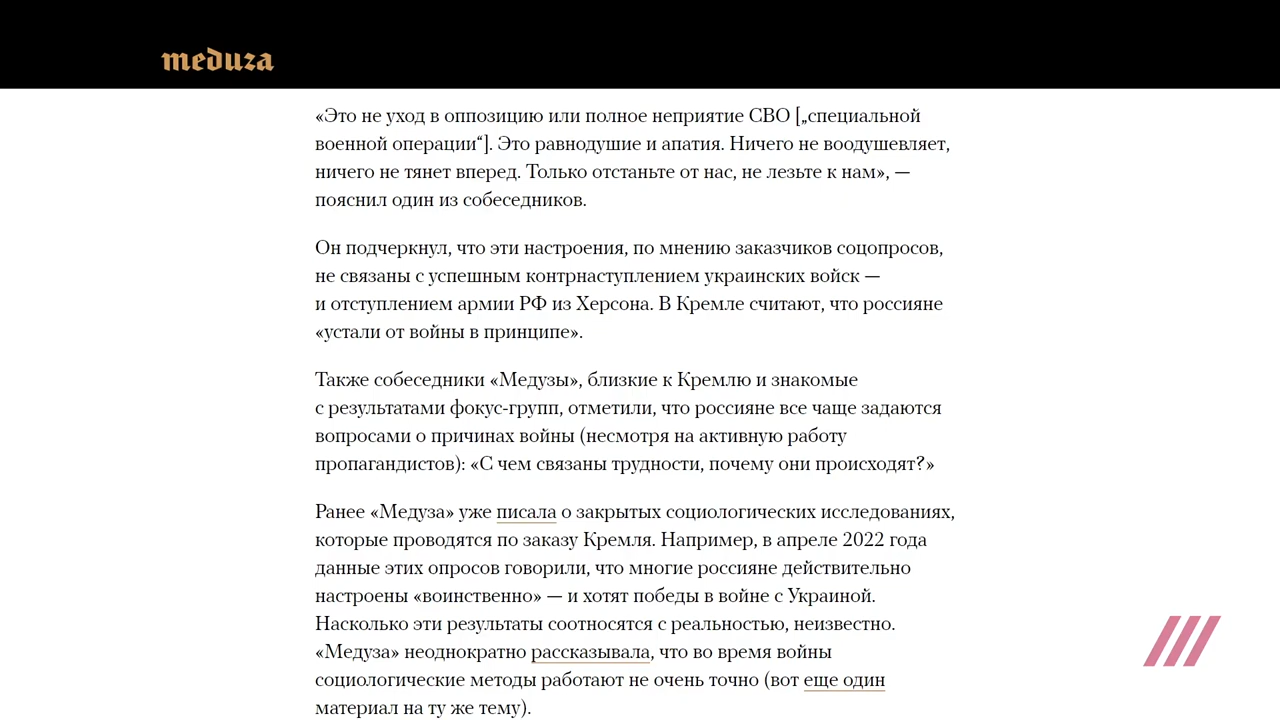 meduza
«Это не уход в оппозицию или полное неприятие СВО [„специальной
военной операции“]. Это равнодушие и апатия. Ничего не воодушевляет,
ничего не тянет вперед. Только отстаньте от нас, не лезьте к нам», —
пояснил один из собеседников.
Он подчеркнул, что эти настроения, по мнению заказчиков соцопросов,
не связаны с успешным контрнаступлением украинских войск —
и отступлением армии РФ из Херсона. В Кремле считают, что россияне
«устали от войны в принципе».
Также собеседники «Медузы», близкие к Кремлю и знакомые
с результатами фокус-групп, отметили, что россияне все чаще задаются
вопросами о причинах войны (несмотря на активную работу
пропагандистов): «С чем связаны трудности, почему они происходят?»
Ранее «Медуза» уже писала о закрытых социологических исследованиях,
которые проводятся по заказу Кремля. Например, в апреле 2022 года
данные этих опросов говорили, что многие россияне действительно
настроены «воинственно» — и хотят победы в войне с Украиной.
Насколько эти результаты соотносятся с реальностью, неизвестно.
«Медуза» неоднократно рассказывала, что во время войны
социологические методы работают не очень точно (вот еще один
материал на ту же тему).